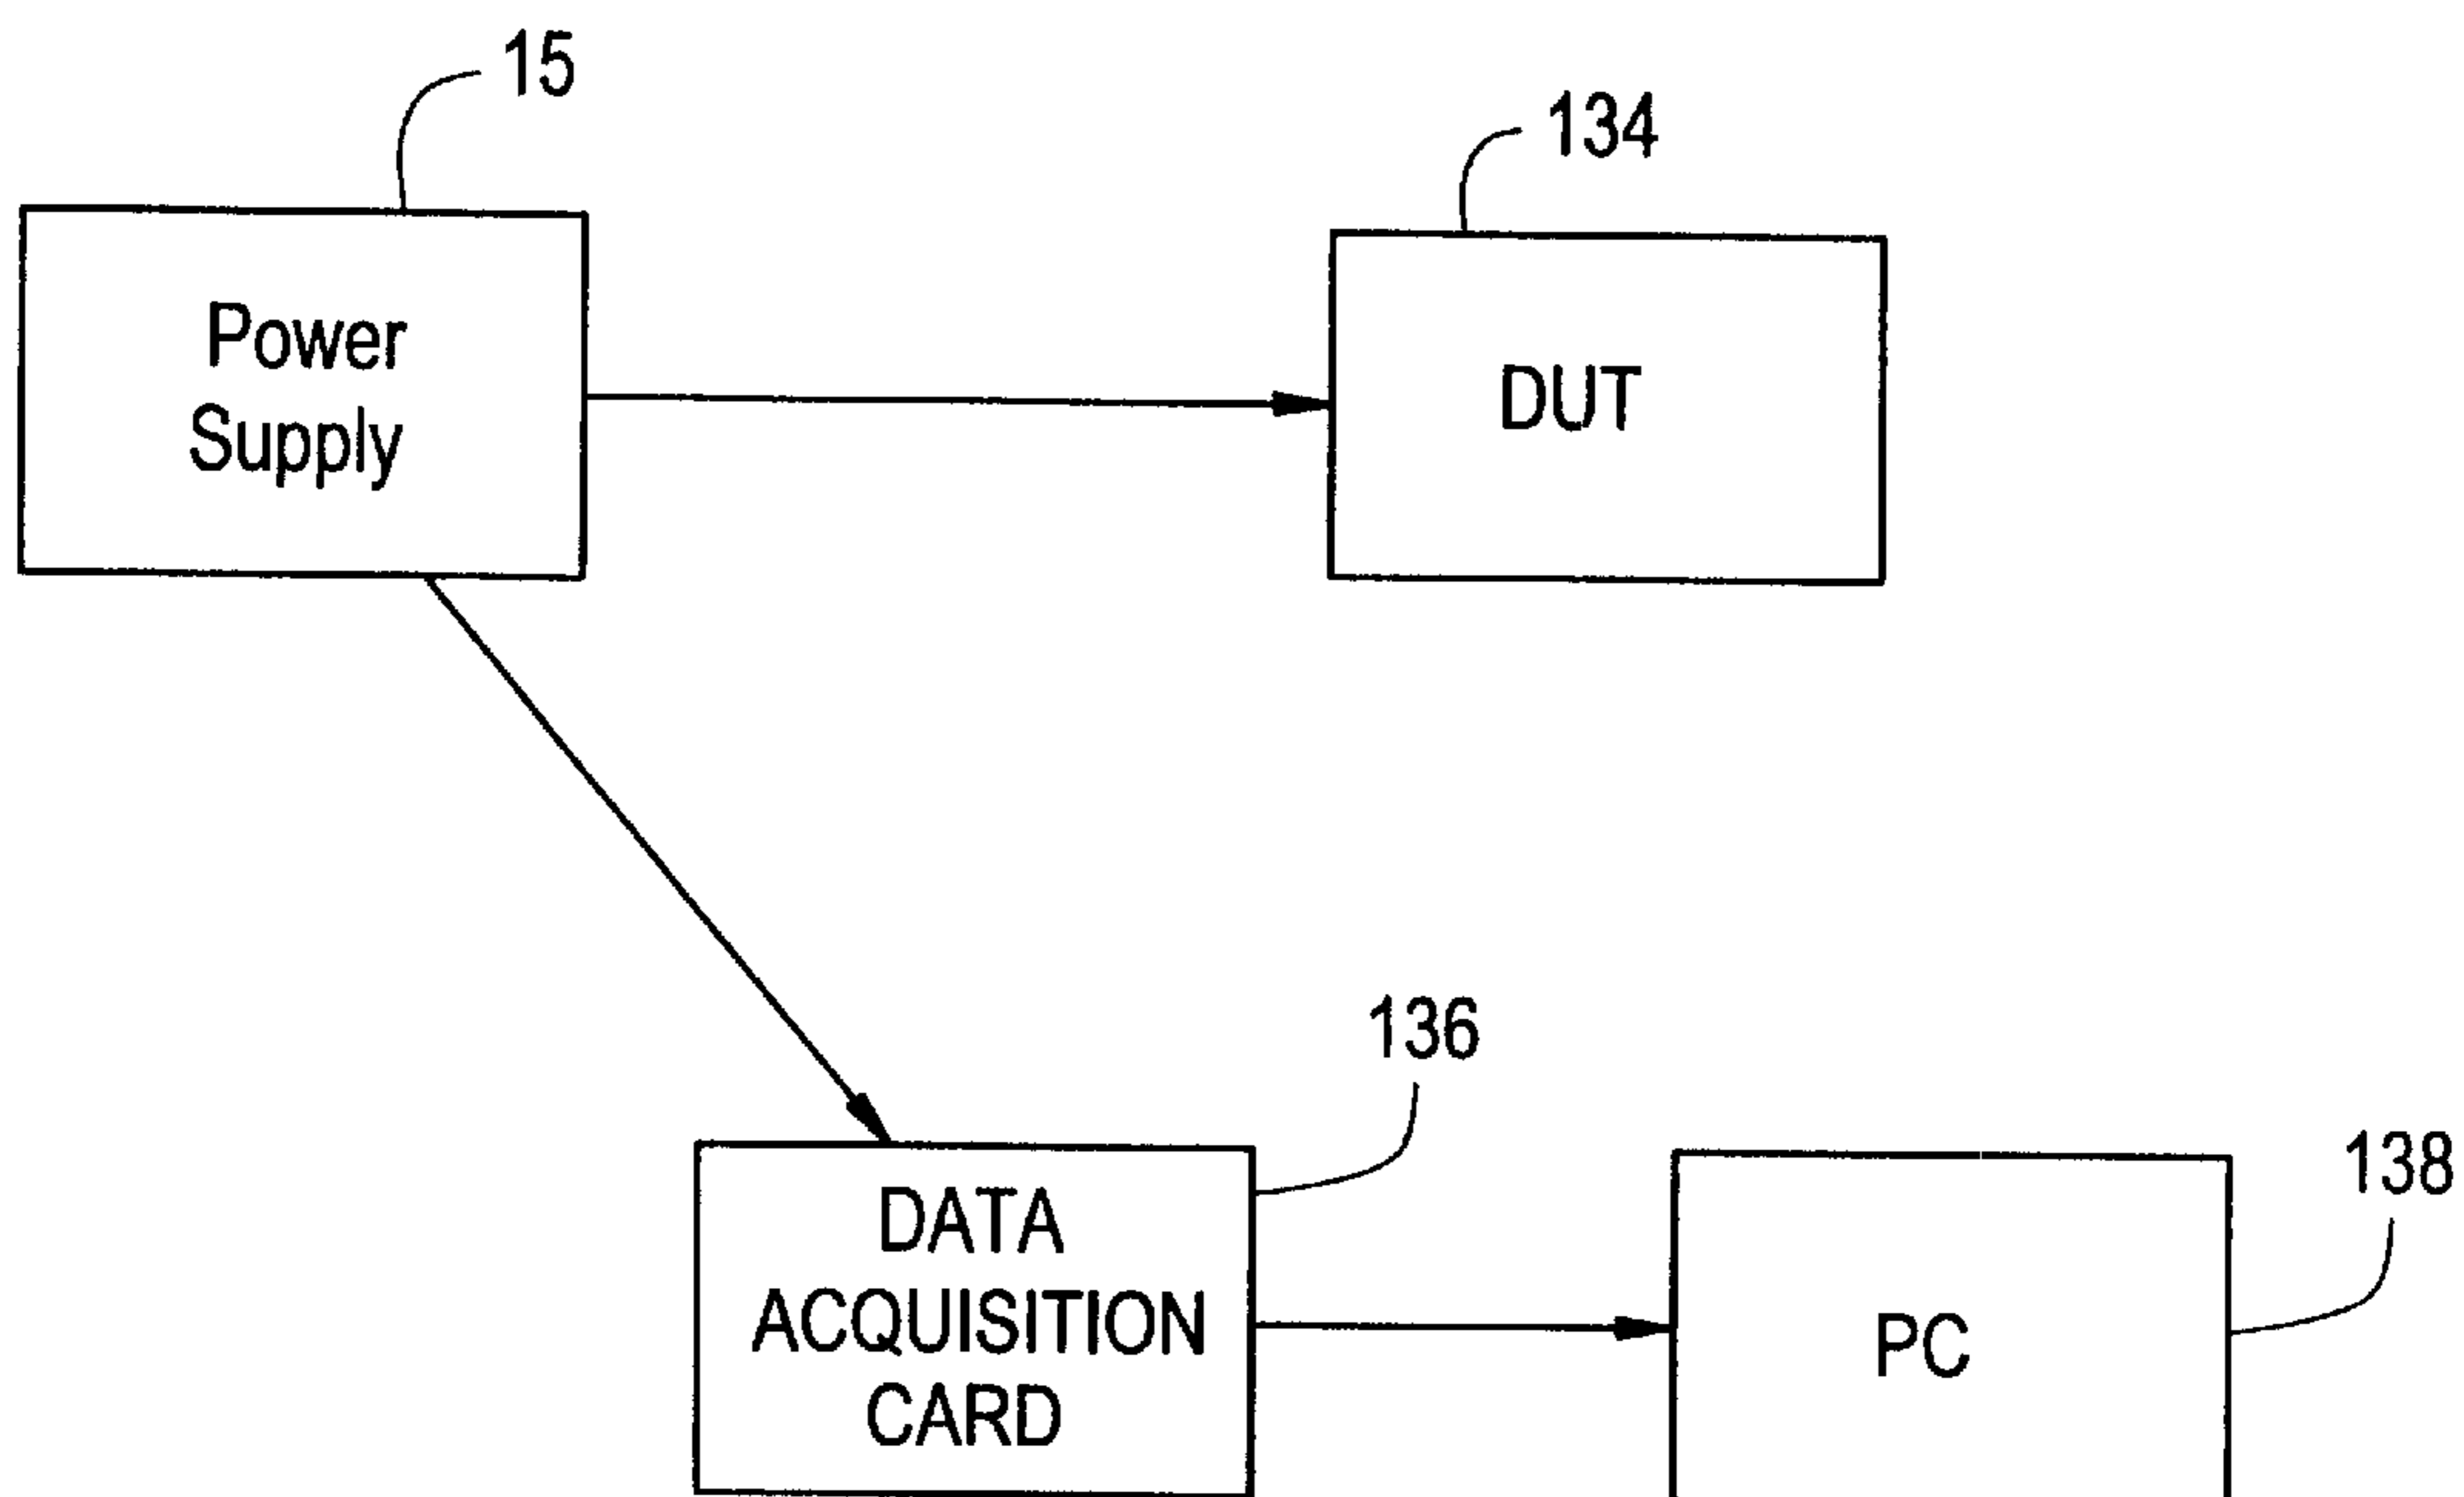 15
134
Power
Supply
DUT
136
138
DATA
ACQUISITION
CARD
PC